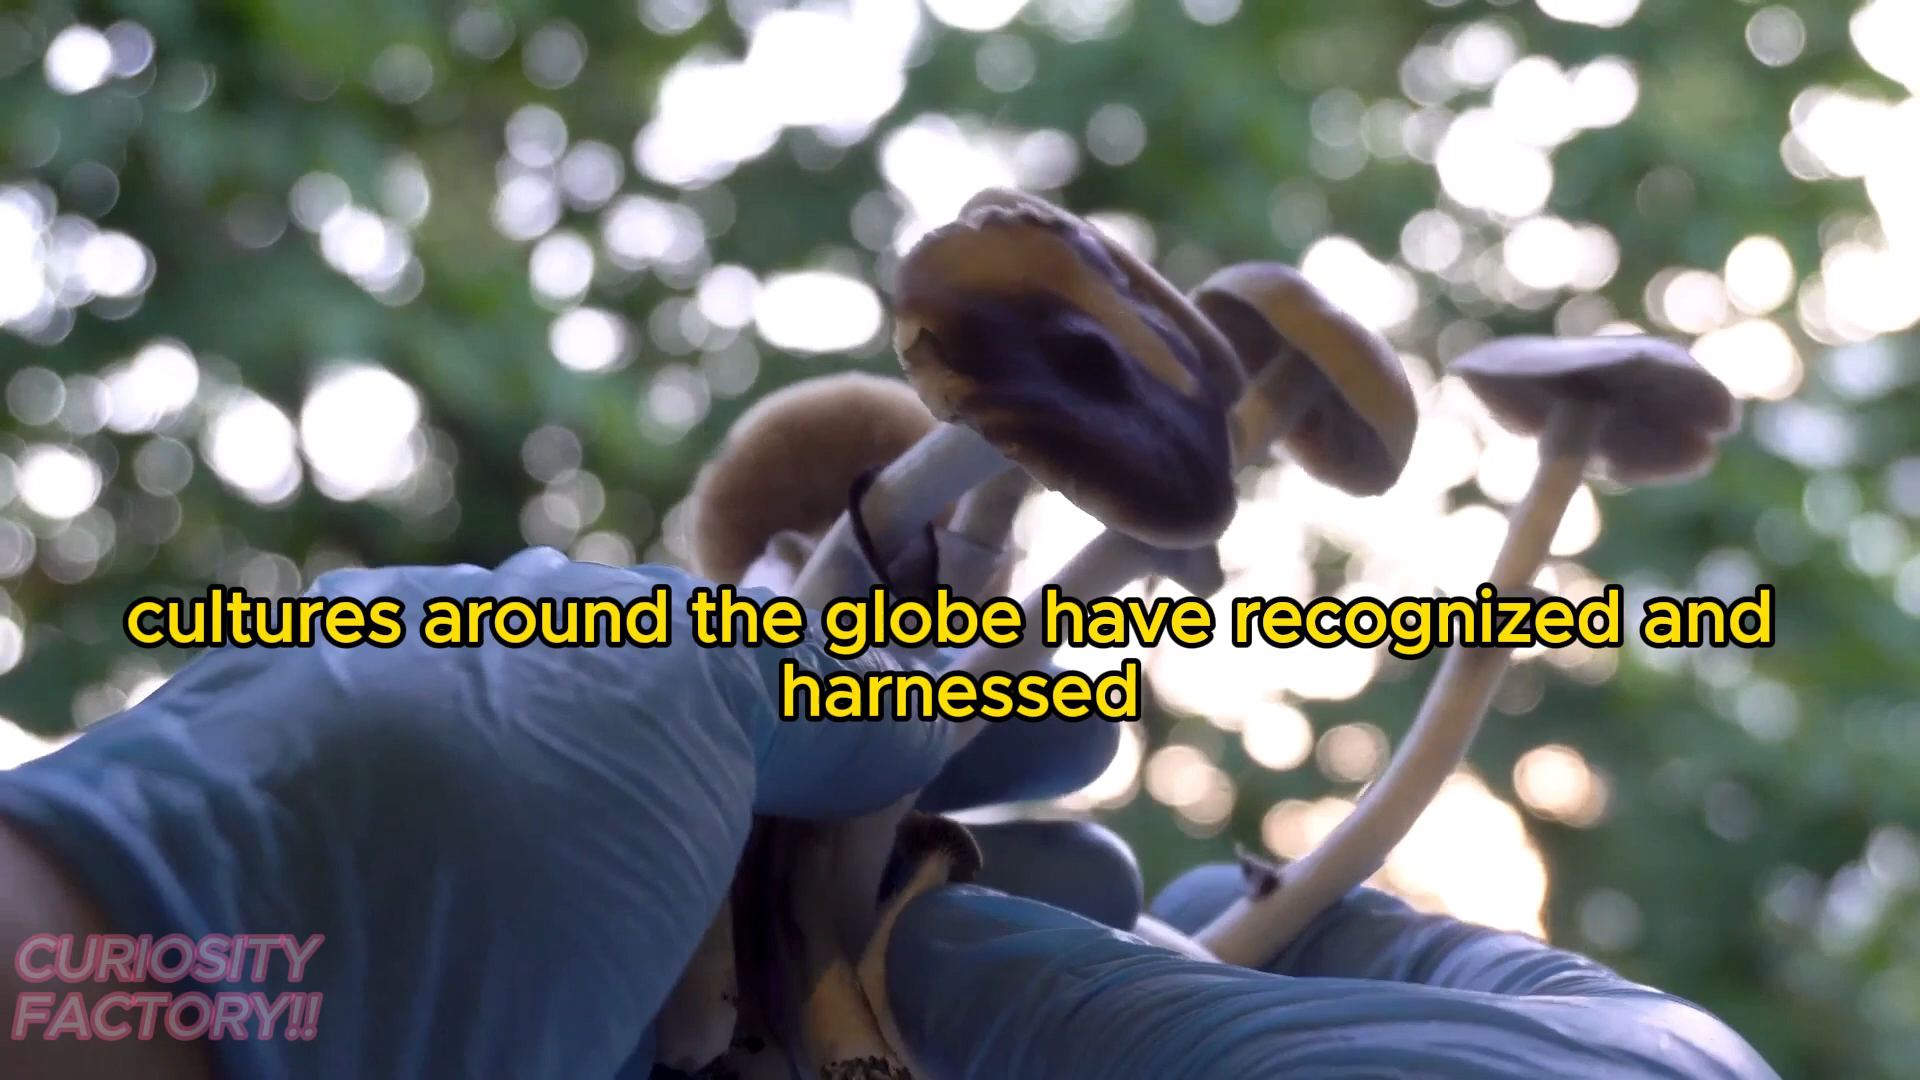 cultures around the globe have recognized and
harnessed
CURIOSITY
FACTORY!!